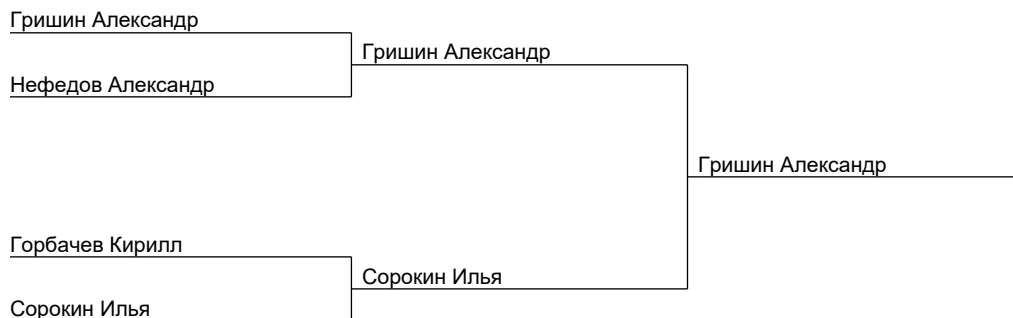 Гришин Александр
Гришин Александр
Нефедов Александр
Гришин Александр
Горбачев Кирилл
Сорокин Илья
Сорокин Илья